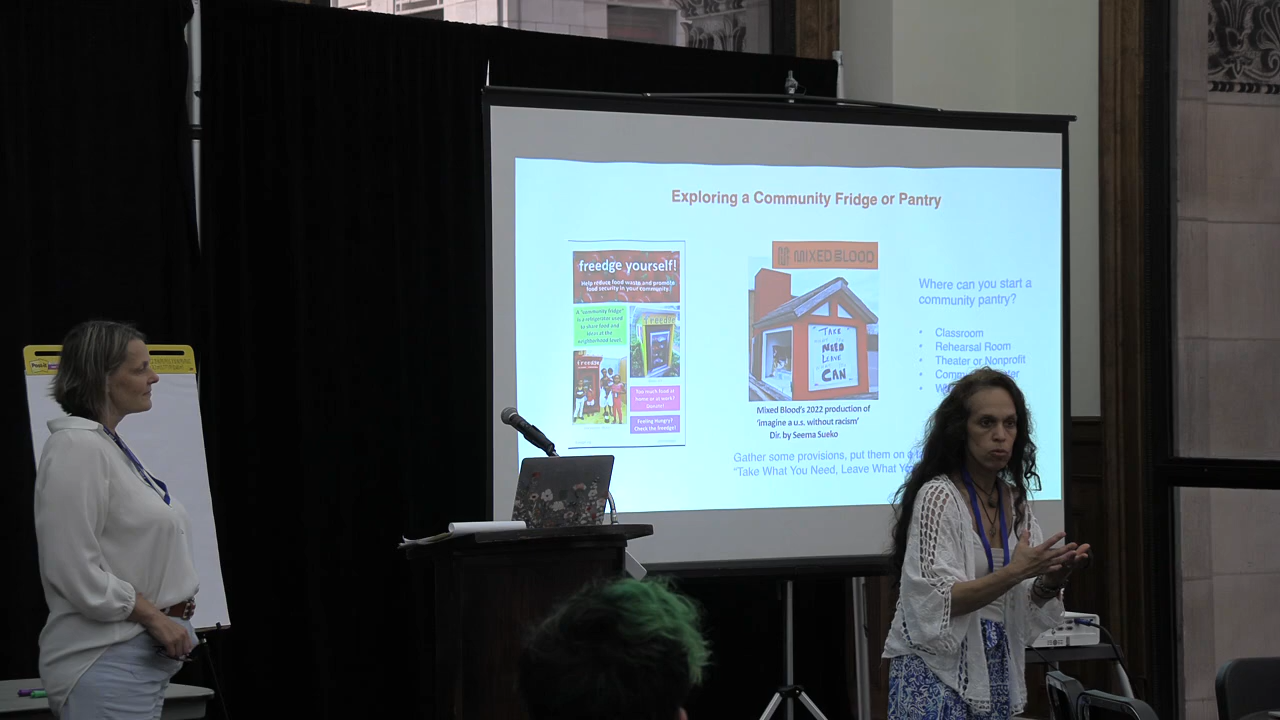 Exploring a Community Fridge or Pantry
freedge yourself!
Help reduce food waste and promote
food security in your community.
A "community fridge"
is a refrigerator used
to share food and
ideas at the
neighborhood level!
freedge
Too much food at
home or at work?
Donate!
Feeling Hungry?
Check the freedge!
MIXED BLOOD
TAKE
NEED
LEAVE
CAN
Mixed Blood's 2022 production of
'imagine a u.s. without racism'
Dir. by Seema Sueko
Where can you start a
community pantry?
• Classroom
• Rehearsal Room
• Theater or Nonprofit
•
•
Gather some provisions, put them on
"Take What You Need, Leave What
Post-it